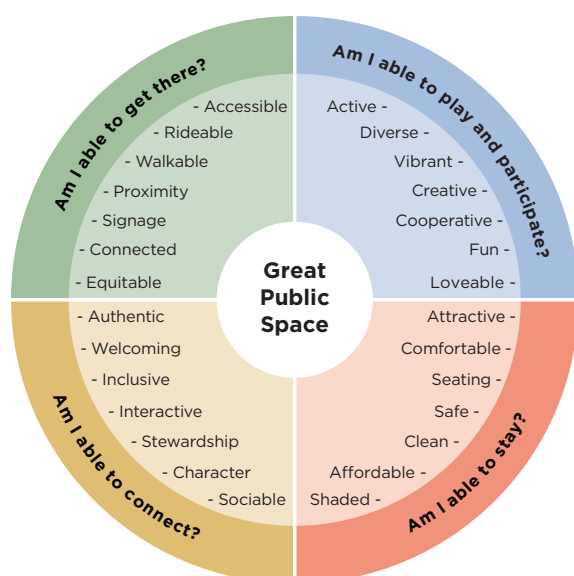 Am I able to get there?
- Accessible
- Rideable
- Walkable
- Proximity
- Signage
- Connected
- Equitable
Am I able to play and participate?
Active -
Diverse -
Vibrant -
Creative -
Cooperative -
Fun -
Loveable -
Great
Public
Space
- Authentic
- Welcoming
- Inclusive
- Interactive
- Stewardship
- Character
- Sociable
Am I able to connect?
Attractive -
Comfortable -
Seating -
Safe -
Clean -
Affordable -
Shaded -
Am I able to stay?